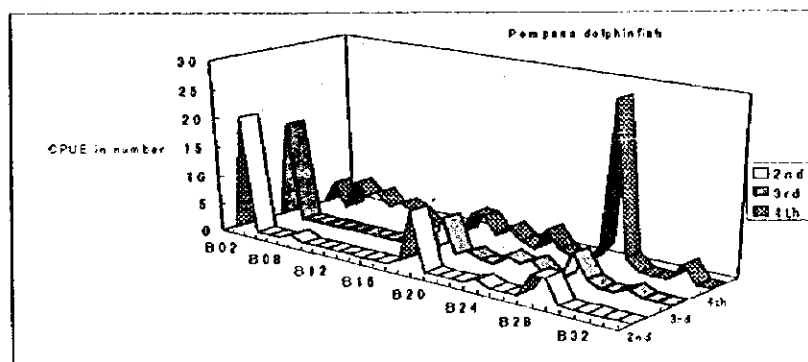 Pompano dolphinfish
30
25
20
15
10
5
0
CPUE in number
B02
B08
B12
B16
B20
B24
B28
B32
2nd
3rd
4th
2nd
3rd
4th